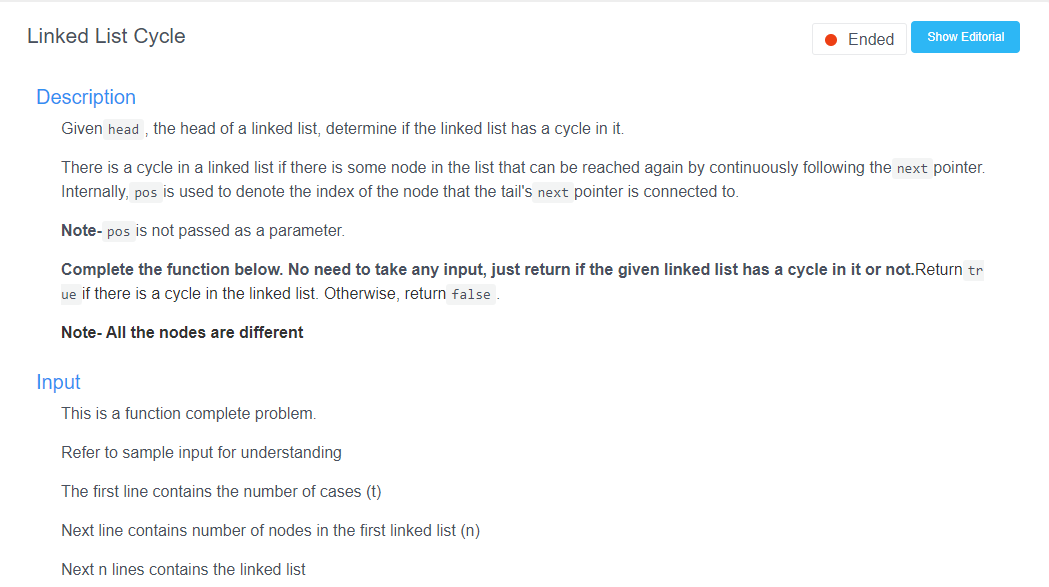 Linked List Cycle
Ended
Show Editorial
Description
Given head , the head of a linked list, determine if the linked list has a cycle in it.
There is a cycle in a linked list if there is some node in the list that can be reached again by continuously following the next pointer.
Internally, pos is used to denote the index of the node that the tail's next pointer is connected to.
Note- pos is not passed as a parameter.
Complete the function below. No need to take any input, just return if the given linked list has a cycle in it or not.Return tr
ue if there is a cycle in the linked list. Otherwise, return false .
Note- All the nodes are different
Input
This is a function complete problem.
Refer to sample input for understanding
The first line contains the number of cases (t)
Next line contains number of nodes in the first linked list (n)
Next n lines contains the linked list